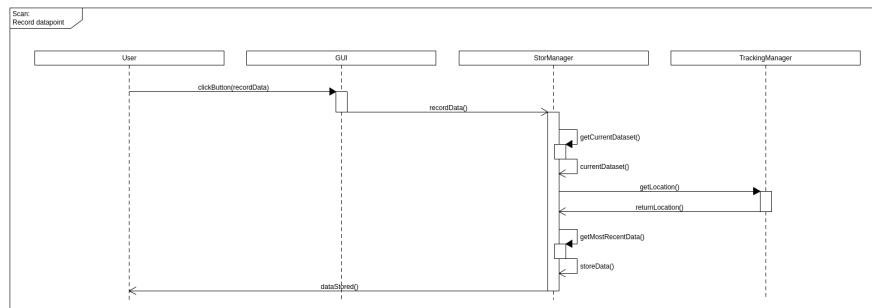 Scan:
Record datapoint
User
GUI
StorManager
TrackingManager
clickButton(recordData)
recordData()
getCurrentDataset()
currentDataset()
getLocation()
returnLocation()
getMostRecentData()
storeData()
dataStored()